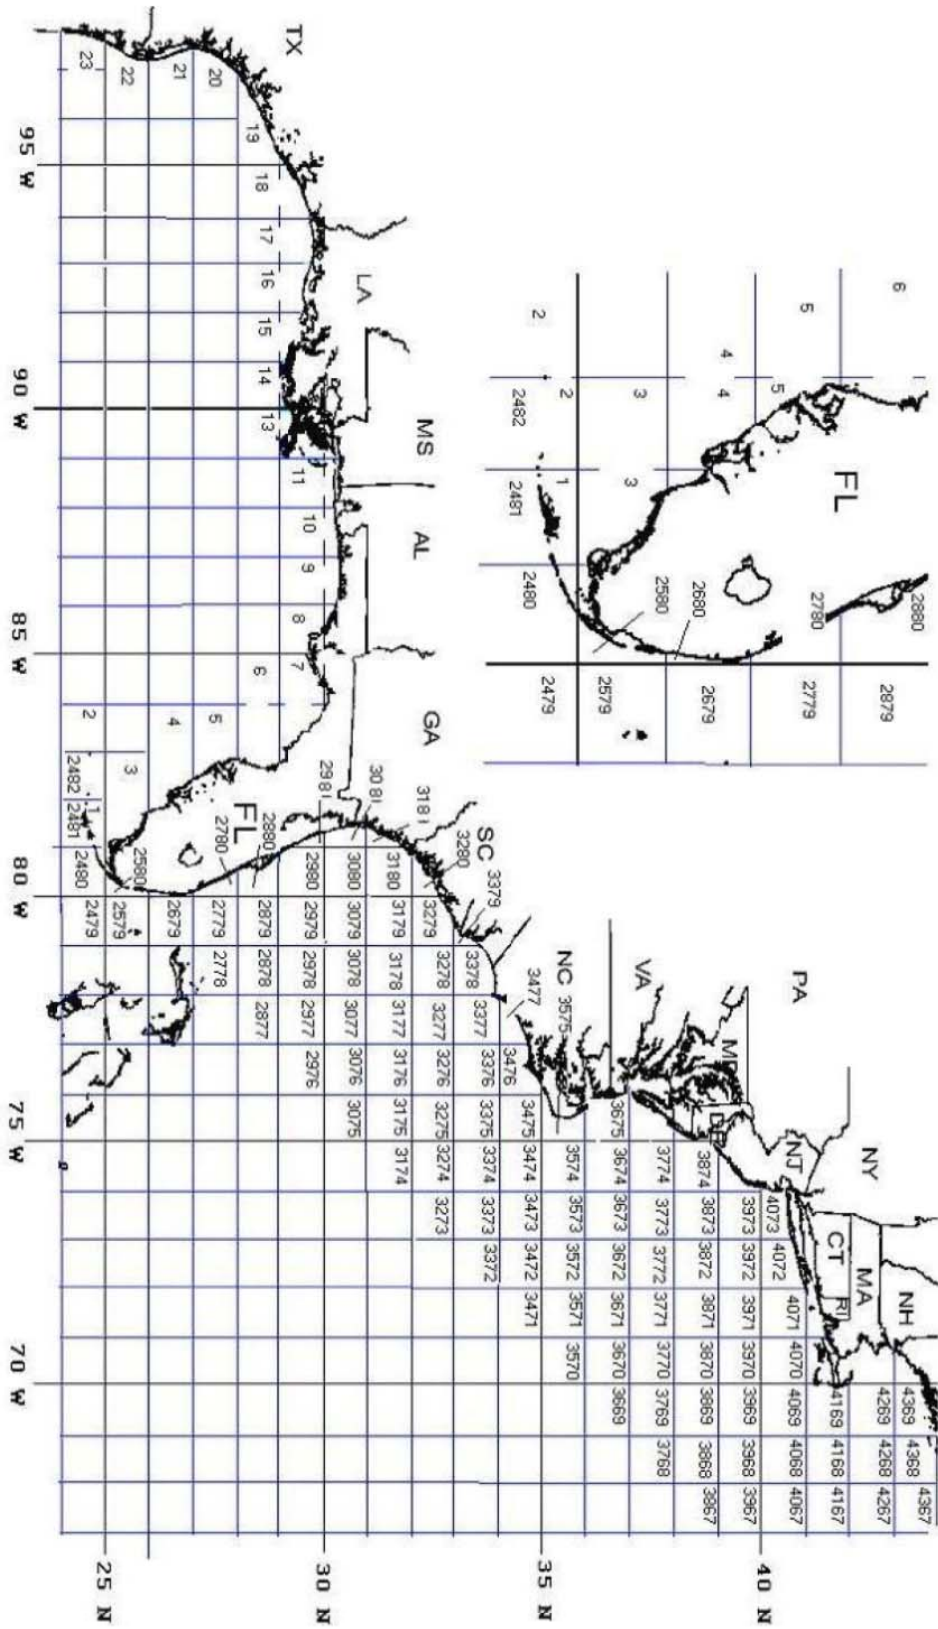 6 2880 2879
FL
5 5 2780 2779
4 4 2680 2679
3 3 2580 2579
2 2 1
2482 2481 2480 2479
NH 4369 4368 4367
NY MA 4269 4268 4267
CT RI 4169 4168 4167
PA NJ 4073 4072 4071 4070 4069 4068 4067
40 N
MD DE 3973 3972 3971 3970 3969 3968 3967
3874 3873 3872 3871 3870 3869 3868 3867
VA 3774 3773 3772 3771 3770 3769 3768
3675 3674 3673 3672 3671 3670 3669
NC 3575 3574 3573 3572 3571 3570
35 N
3477 3476 3475 3474 3473 3472 3471
3379 3378 3377 3376 3375 3374 3373 3372
SC 3280 3279 3278 3277 3276 3275 3274 3273
MS AL GA
3181 3180 3179 3178 3177 3176 3175 3174
TX LA
3081 3080 3079 3078 3077 3076 3075
30 N
11 10 9 8 7 2981 2980 2979 2978 2977 2976
19 18 17 16 15 14 13 6 2880 2879 2878 2877
FL
20 5 2780 2779 2778
21 4 2679
22 3 2580 2579
25 N
23 2 1
2482 2481 2480 2479
95 W 90 W 85 W 80 W 75 W 70 W